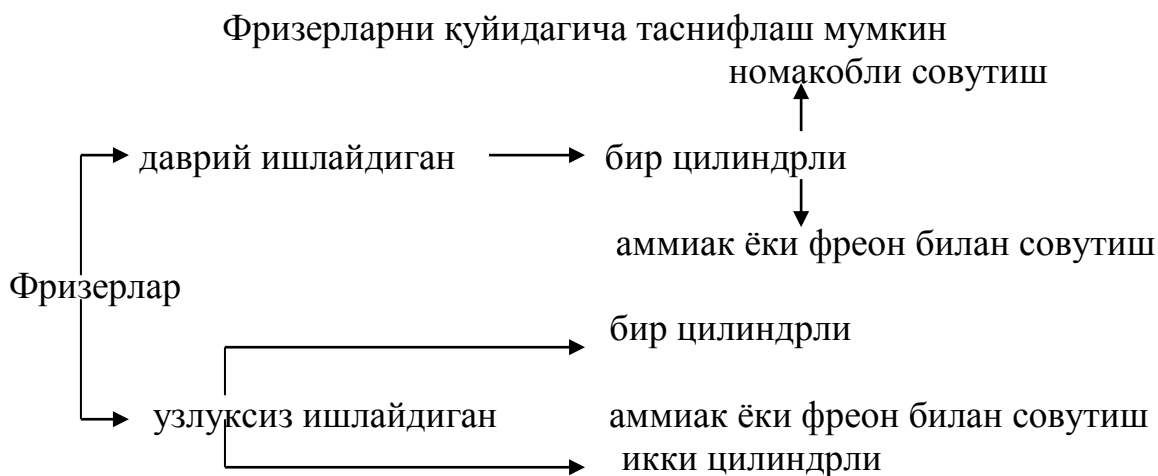 Фризерларни қуйидагича таснифлаш мумкин
номакобли совутиш
даврий ишлайдиган бир цилиндрли
аммиак ёки фреон билан совутиш
Фризерлар
бир цилиндрли
узлуксиз ишлайдиган аммиак ёки фреон билан совутиш
икки цилиндрли